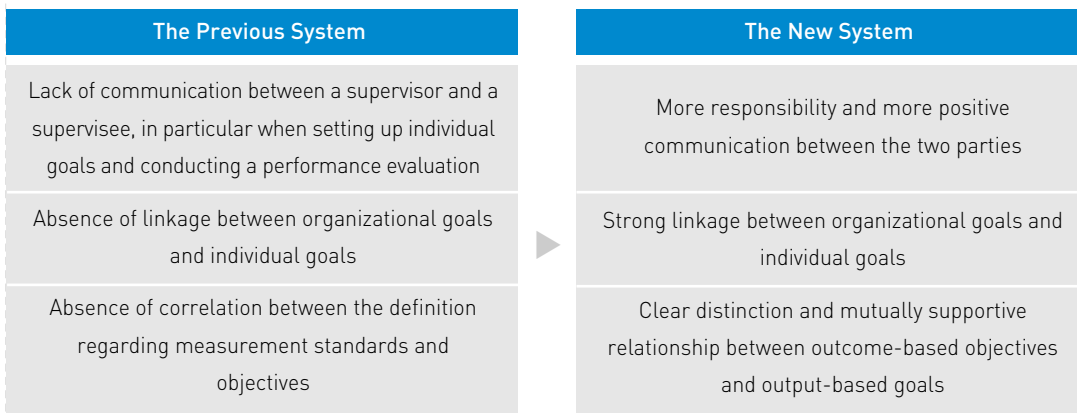 The Previous System
Lack of communication between a supervisor and a
supervisee, in particular when setting up individual
goals and conducting a performance evaluation
Absence of linkage between organizational goals
and individual goals
Absence of correlation between the definition
regarding measurement standards and
objectives
The New System
More responsibility and more positive
communication between the two parties
Strong linkage between organizational goals and
individual goals
Clear distinction and mutually supportive
relationship between outcome-based objectives
and output-based goals